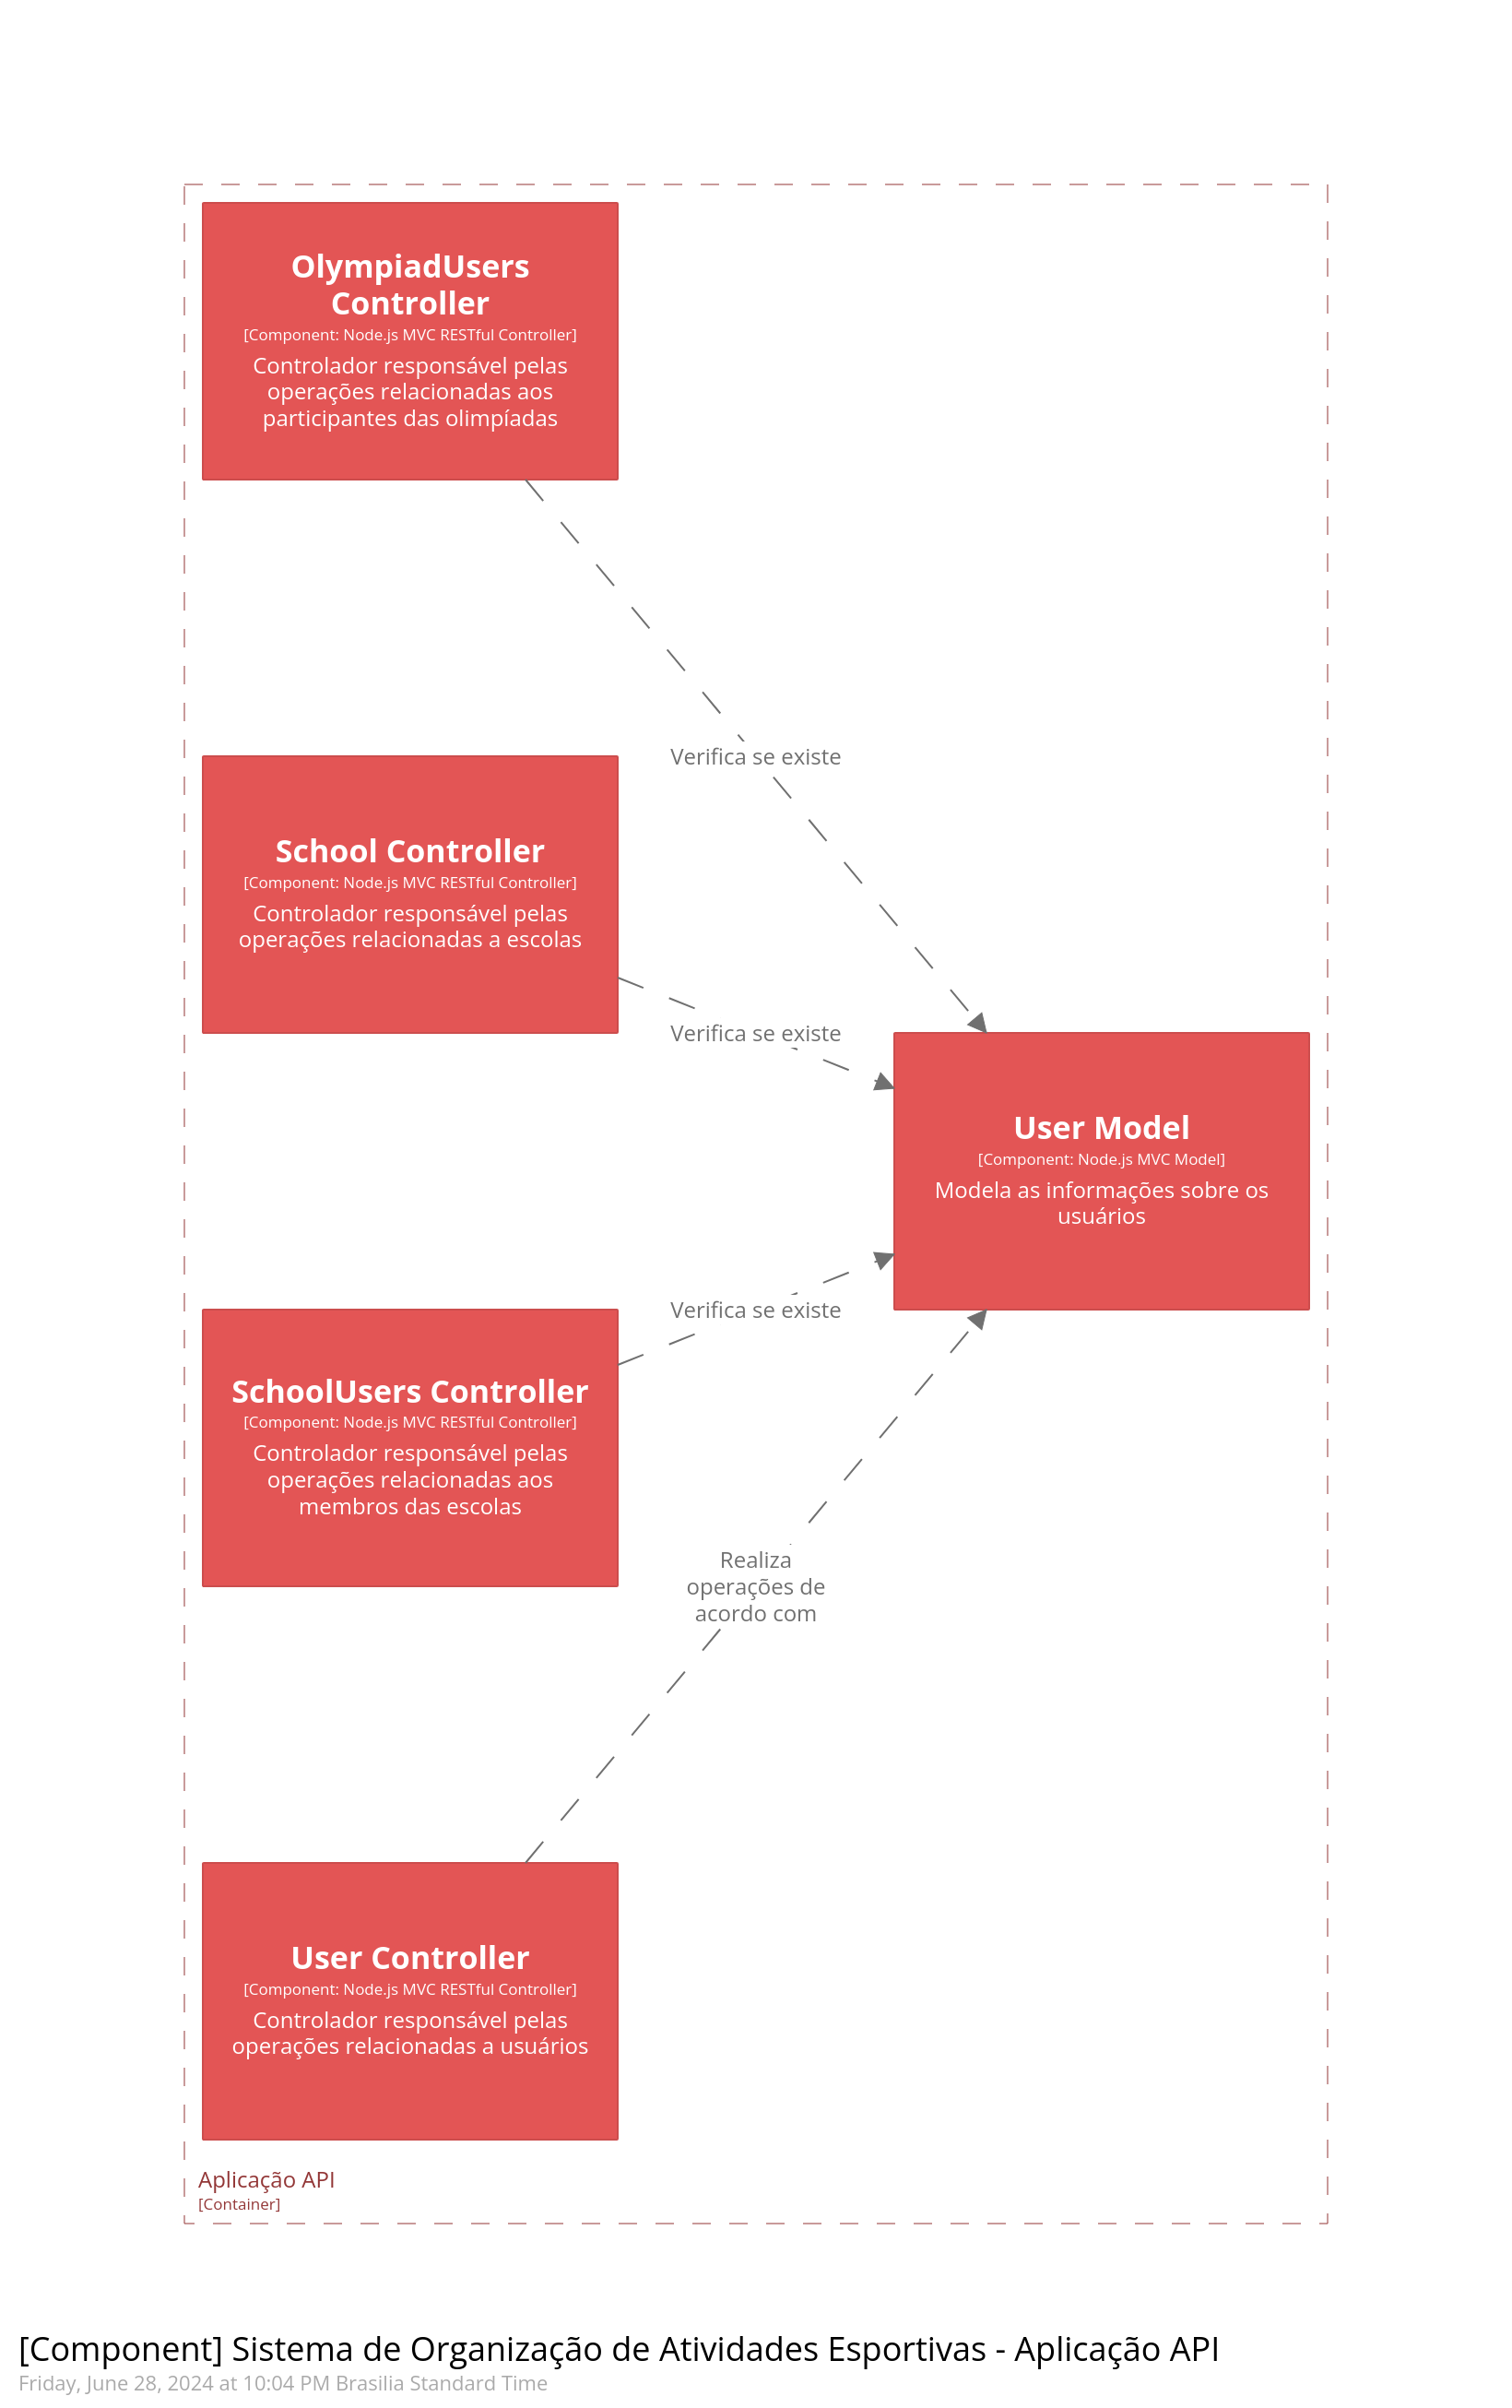 OlympiadUsers
Controller
[Component: Node.js MVC RESTful Controller]
Controlador responsável pelas
operações relacionadas aos
participantes das olimpíadas
Verifica se existe
School Controller
[Component: Node.js MVC RESTful Controller]
Controlador responsável pelas
operações relacionadas a escolas
Verifica se existe
User Model
[Component: Node.js MVC Model]
Modela as informações sobre os
usuários
Verifica se existe
SchoolUsers Controller
[Component: Node.js MVC RESTful Controller]
Controlador responsável pelas
operações relacionadas aos
membros das escolas
Realiza
operações de
acordo com
User Controller
[Component: Node.js MVC RESTful Controller]
Controlador responsável pelas
operações relacionadas a usuários
Aplicação API
[Container]
[Component] Sistema de Organização de Atividades Esportivas - Aplicação API
Friday, June 28, 2024 at 10:04 PM Brasilia Standard Time